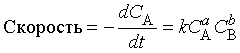 Скорость = − dC_A/dt = kC_A^a C_B^b